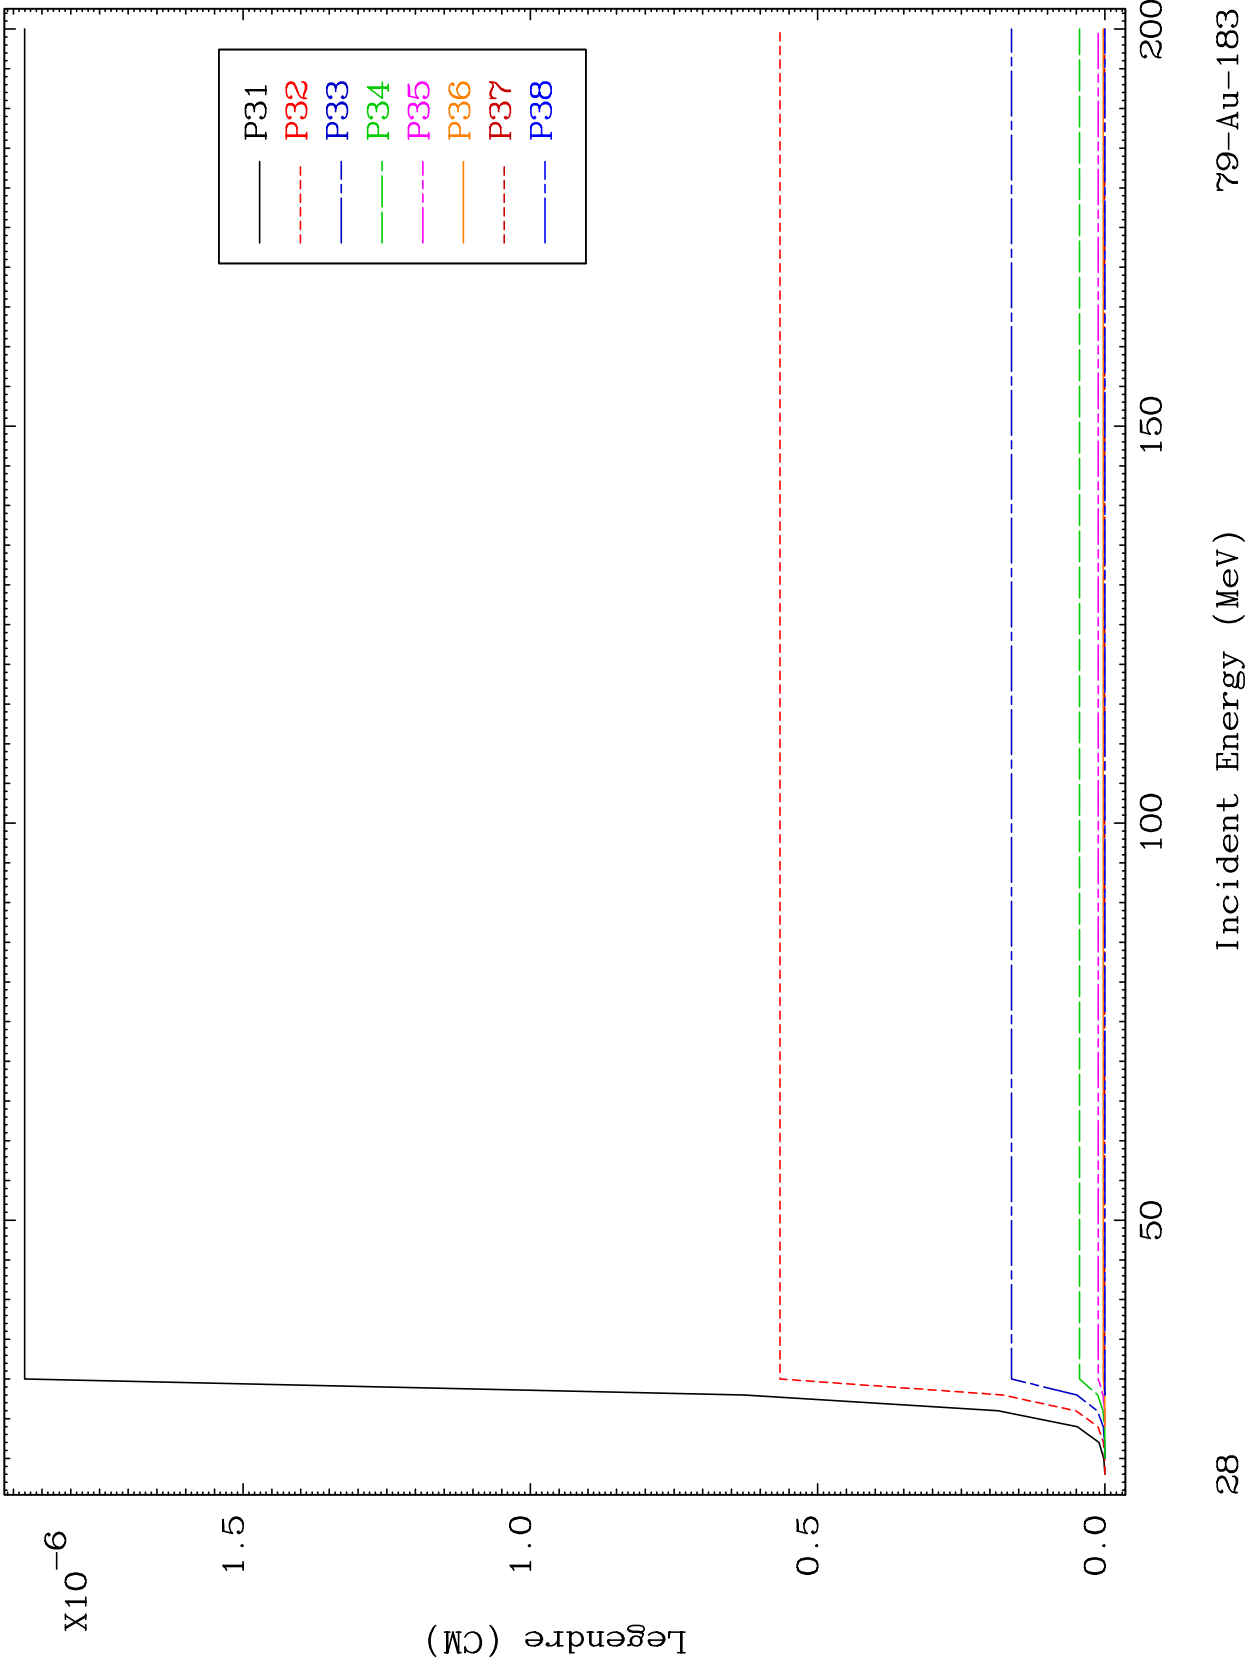 X10-6
Legendre (CM)
1.5
1.0
0.5
0.0
P31
P32
P33
P34
P35
P36
P37
P38
50
100
150
200
28
Incident Energy (MeV)
79-Au-183